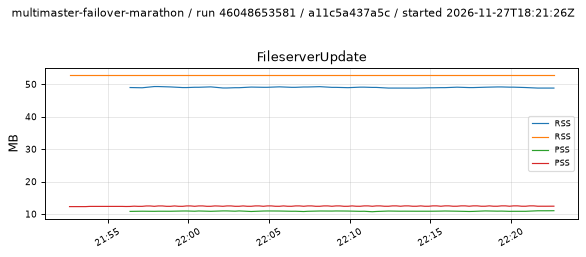 multimaster-failover-marathon / run 46048653581 / a11c5a437a5c / started 2026-11-27T18:21:26Z
FileserverUpdate
MB
50
40
30
20
10
RSS
RSS
PSS
PSS
21:55
22:00
22:05
22:10
22:15
22:20